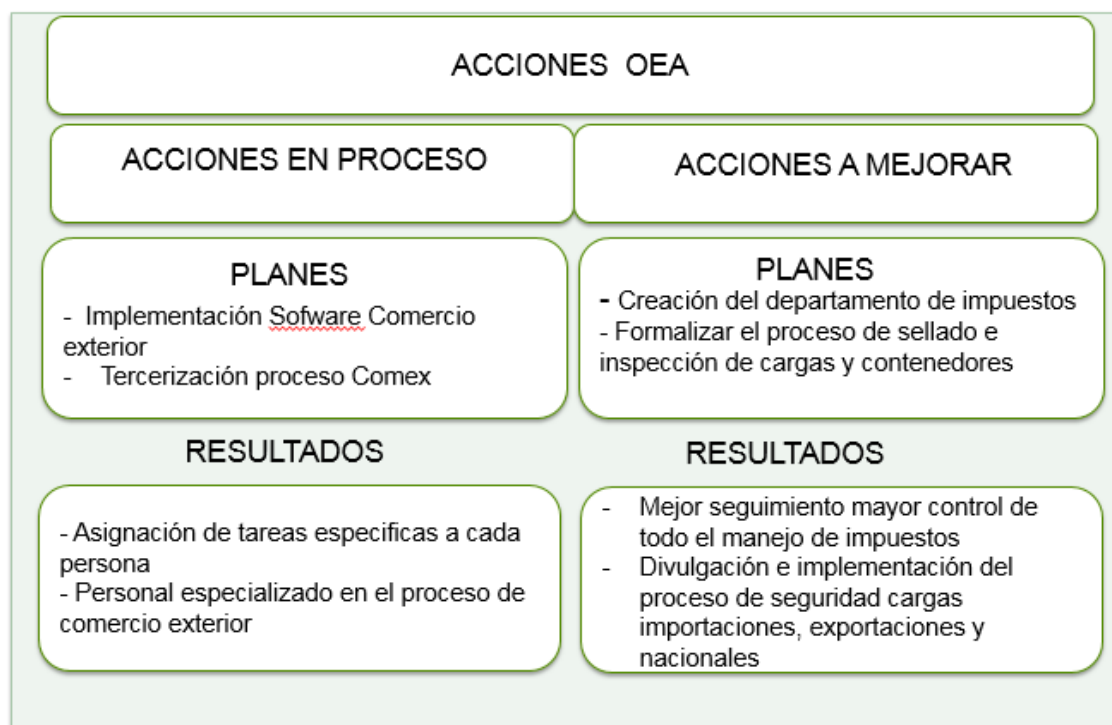 ACCIONES OEA
ACCIONES EN PROCESO
ACCIONES A MEJORAR
PLANES
- Implementación Sofware Comercio
exterior
- Tercerización proceso Comex
PLANES
- Creación del departamento de impuestos
- Formalizar el proceso de sellado e
inspección de cargas y contenedores
RESULTADOS
- Asignación de tareas especificas a cada
persona
- Personal especializado en el proceso de
comercio exterior
RESULTADOS
- Mejor seguimiento mayor control de
todo el manejo de impuestos
- Divulgación e implementación del
proceso de seguridad cargas
importaciones, exportaciones y
nacionales